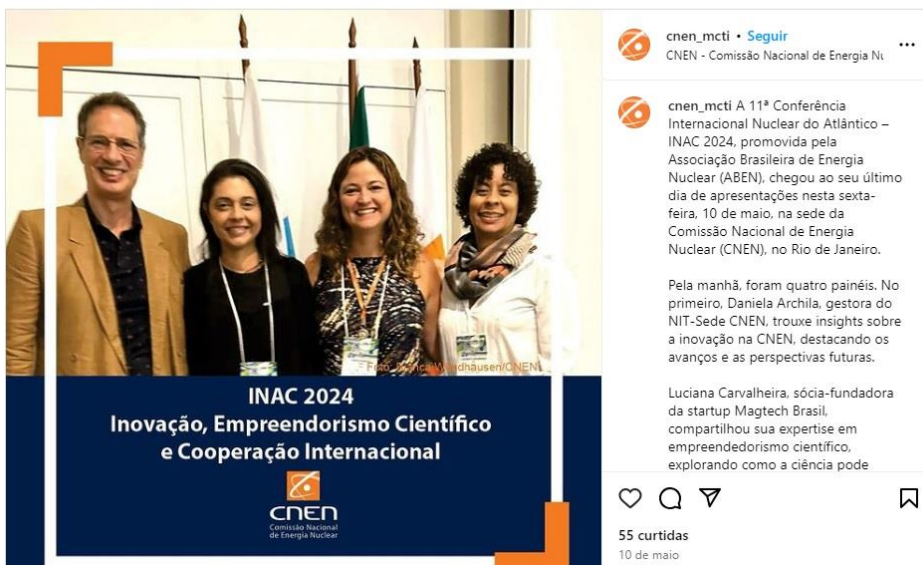 Foto: Bianca Wendhausen/CNEN
INAC 2024
Inovação, Empreendorismo Científico
e Cooperação Internacional
CNEN
Comissão Nacional
de Energia Nuclear
cnen_mcti • Seguir
CNEN - Comissão Nacional de Energia Nu
cnen_mcti A 11ª Conferência
Internacional Nuclear do Atlântico –
INAC 2024, promovida pela
Associação Brasileira de Energia
Nuclear (ABEN), chegou ao seu último
dia de apresentações nesta sexta-
feira, 10 de maio, na sede da
Comissão Nacional de Energia
Nuclear (CNEN), no Rio de Janeiro.
Pela manhã, foram quatro painéis. No
primeiro, Daniela Archila, gestora do
NIT-Sede CNEN, trouxe insights sobre
a inovação na CNEN, destacando os
avanços e as perspectivas futuras.
Luciana Carvalheira, sócia-fundadora
da startup Magtech Brasil,
compartilhou sua expertise em
empreendedorismo científico,
explorando como a ciência pode
55 curtidas
10 de maio